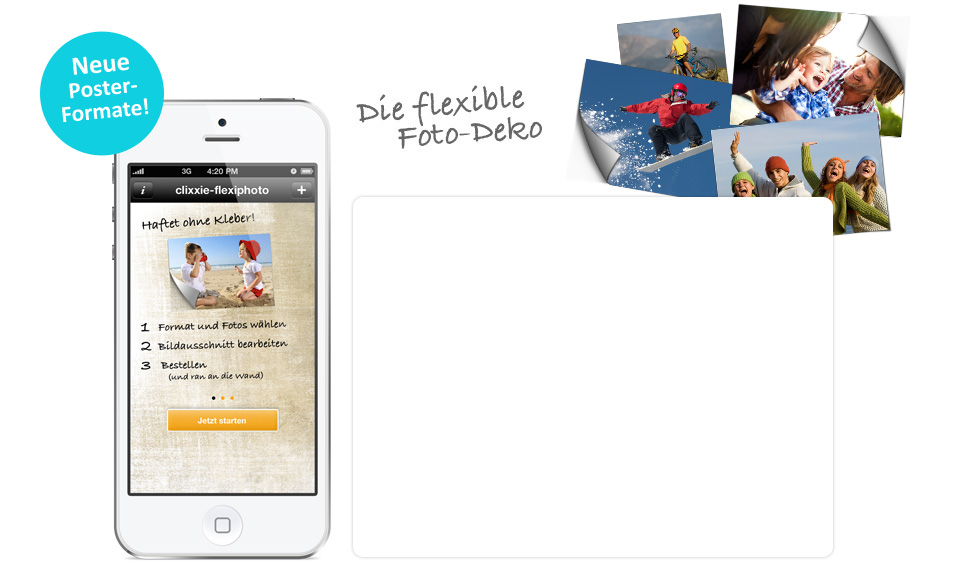 Neue
Poster-
Formate!
Die flexible
Foto-Deko
3G 4:20 PM
i clixxie-flexiphoto +
Haftet ohne Kleber!
1 Format und Fotos wählen
2 Bildausschnitt bearbeiten
3 Bestellen
(und ran an die Wand)
Jetzt starten